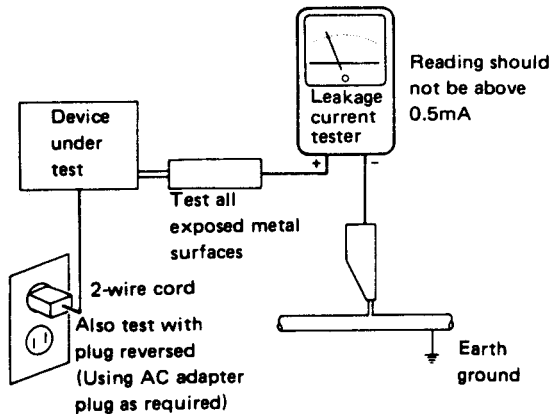 Reading should
not be above
0.5mA
Leakage
current
tester
+ −
Device
under
test
Test all
exposed metal
surfaces
2-wire cord
Also test with
plug reversed
(Using AC adapter
plug as required)
Earth
ground